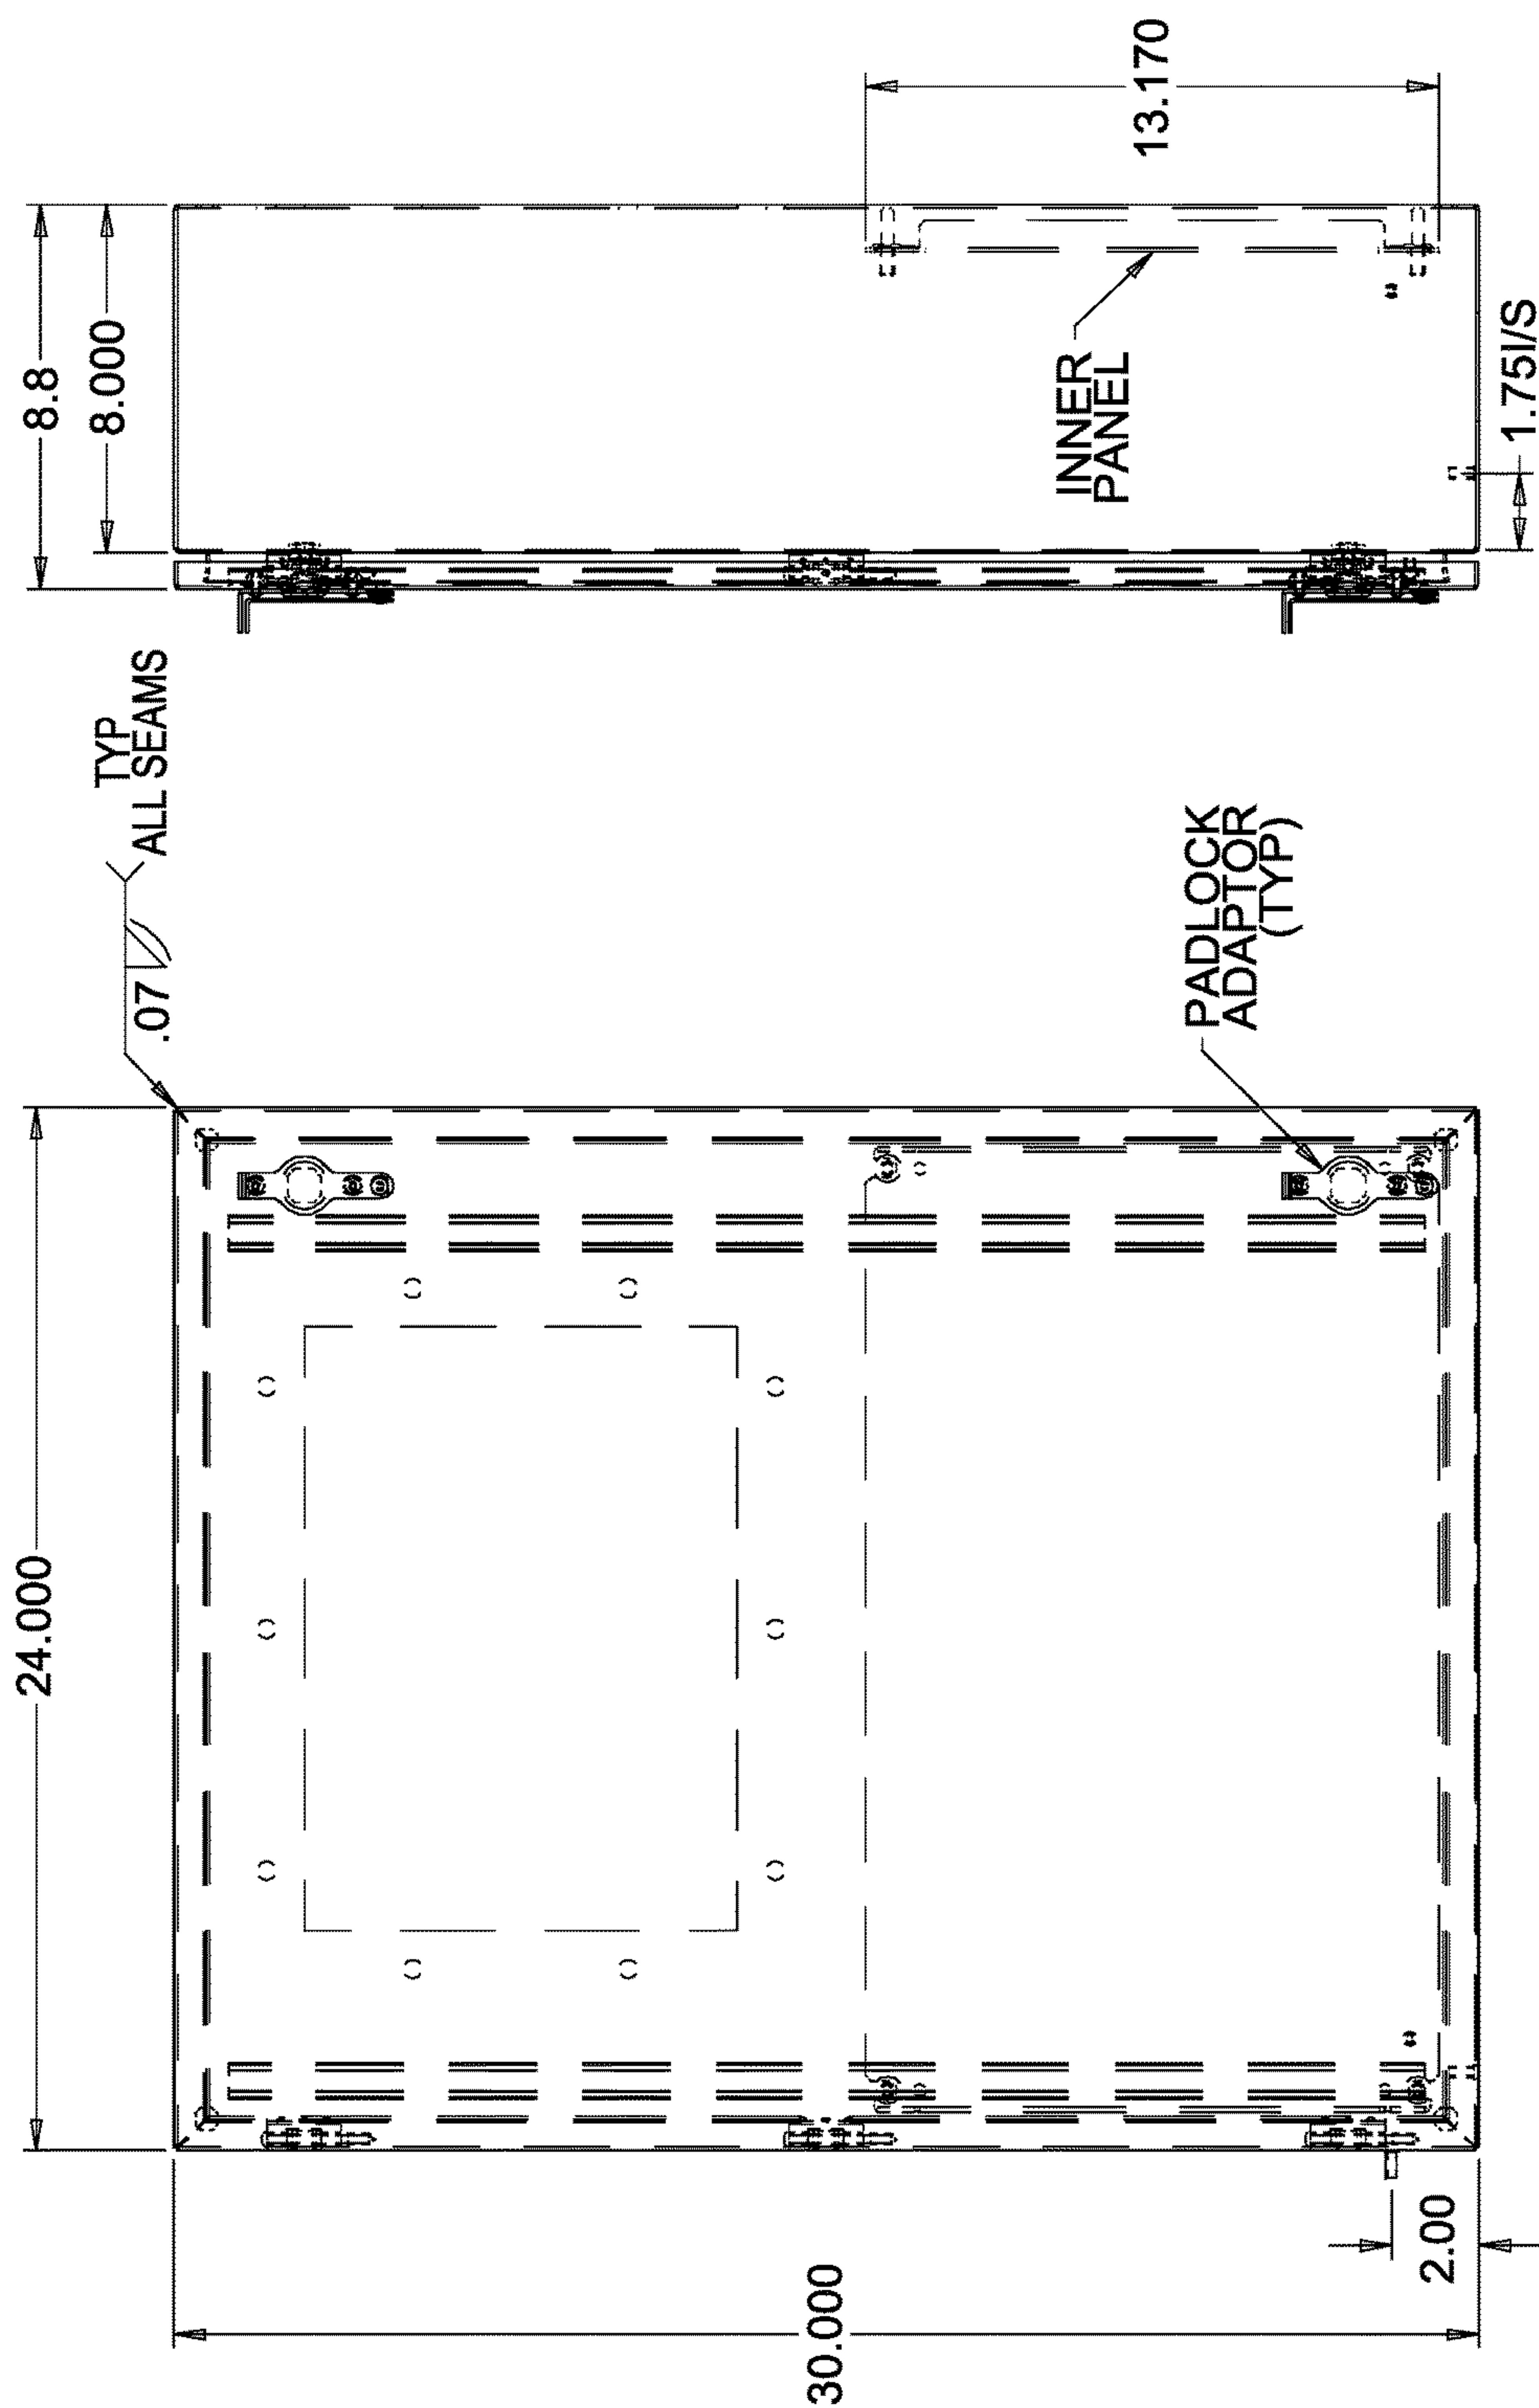 24.000
.07
TYP
ALL SEAMS
8.8
8.000
13.170
INNER
PANEL
1.75I/S
PADLOCK
ADAPTOR
(TYP)
30.000
2.00